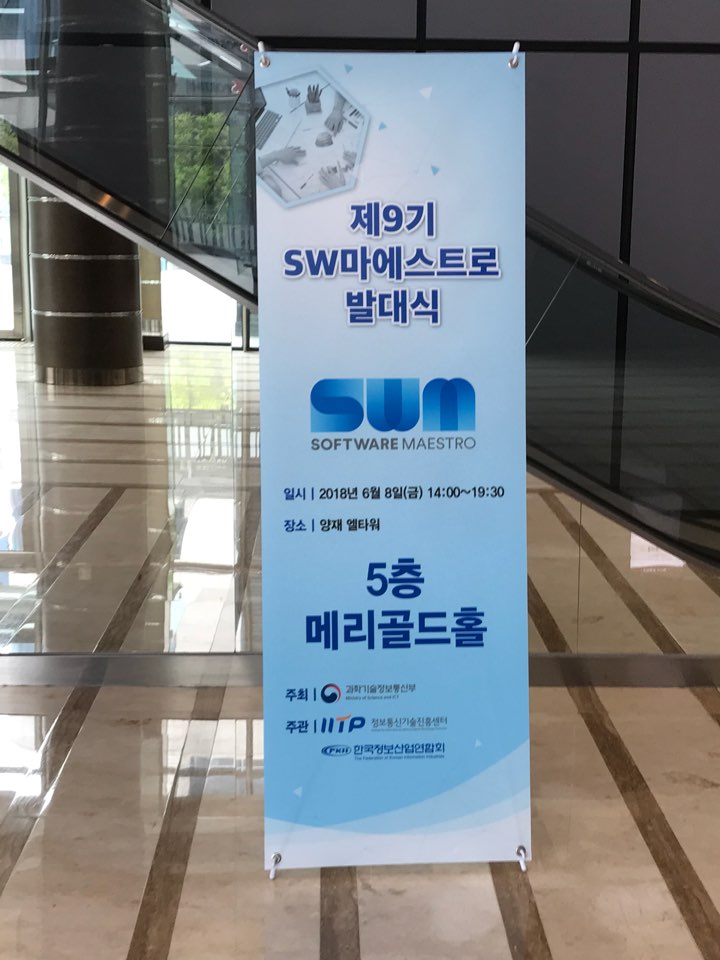 제9기
SW마에스트로
발대식
SWM
SOFTWARE MAESTRO
일시 | 2018년 6월 8일(금) 14:00~19:30
장소 | 양재 엘타워
5층
메리골드홀
주최 | 과학기술정보통신부
Ministry of Science and ICT
주관 | IITP 정보통신기술진흥센터
FKII 한국정보산업연합회
The Federation of Korean Information Industries